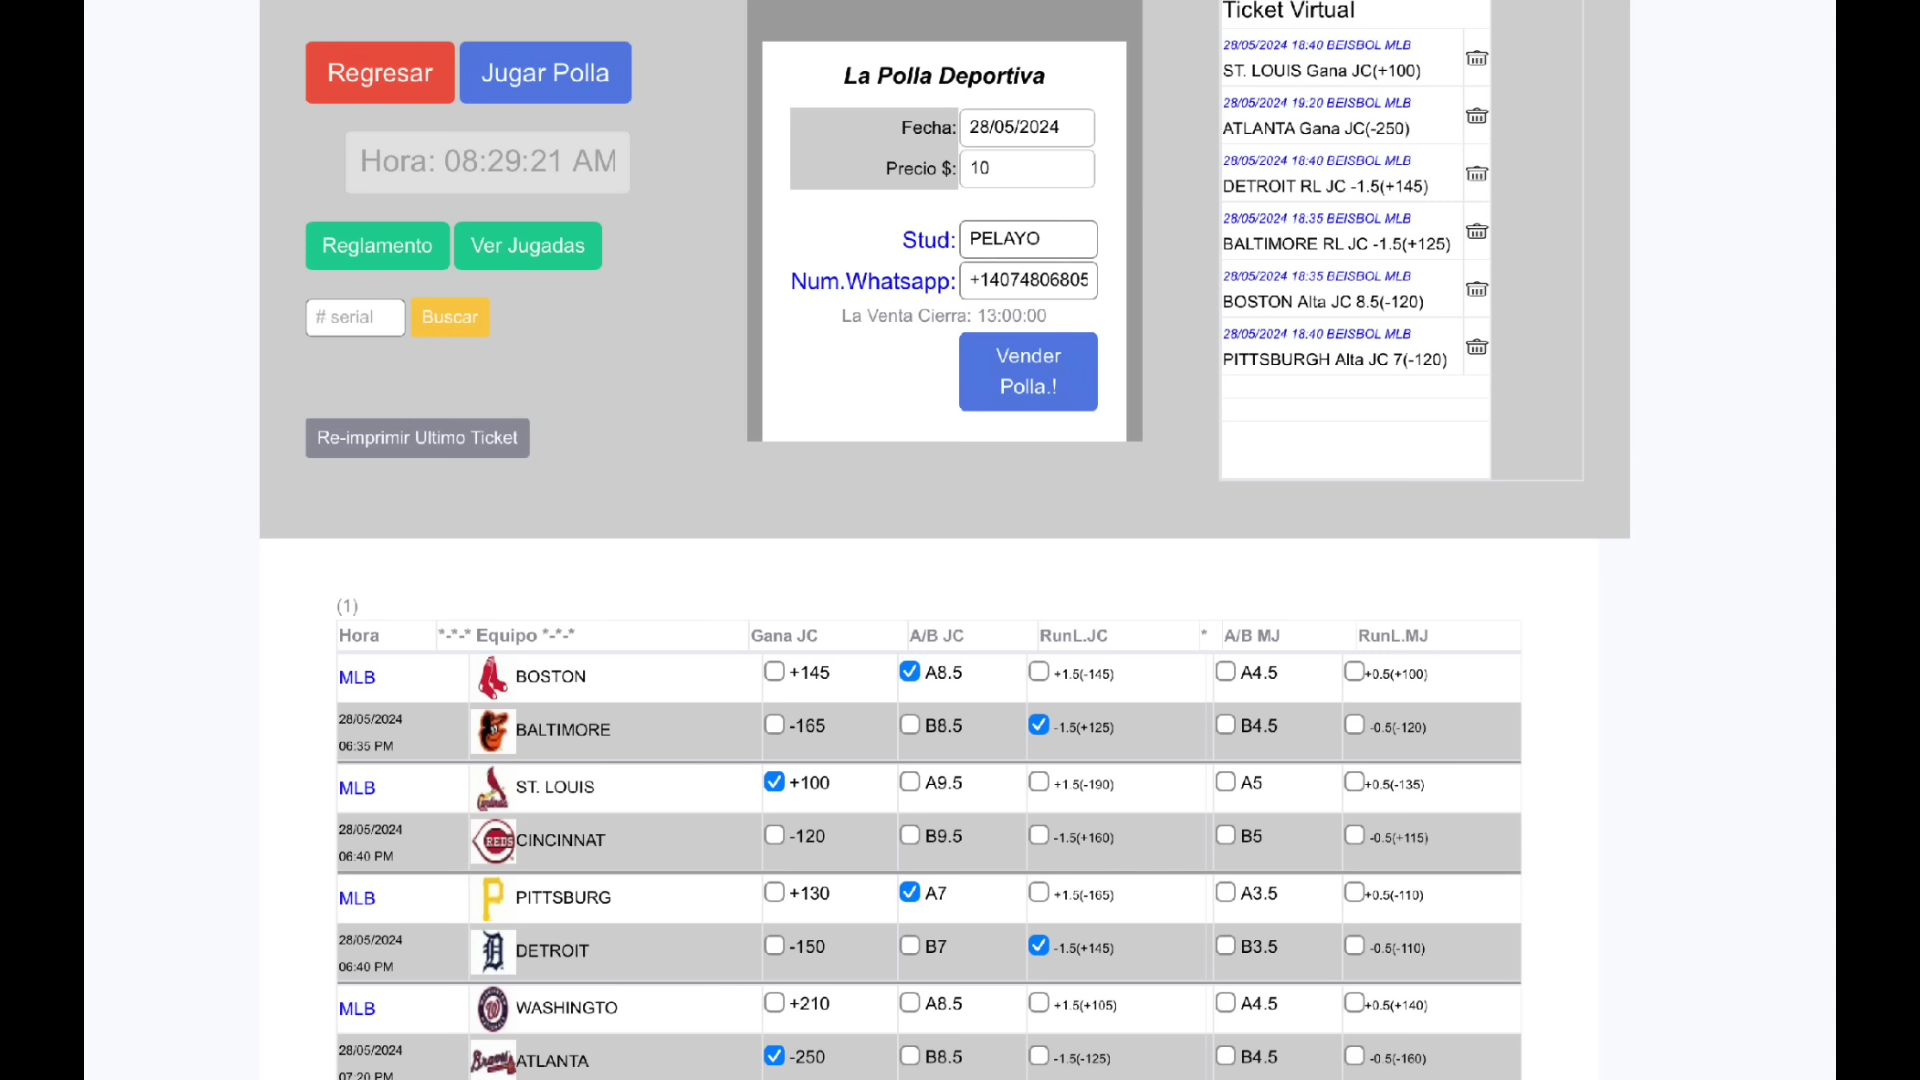 Regresar
Jugar Polla
Hora: 08:29:21 AM
Reglamento
Ver Jugadas
# serial
Buscar
Re-imprimir Ultimo Ticket
La Polla Deportiva
Fecha: 28/05/2024
Precio $: 10
Stud: PELAYO
Num.Whatsapp: +14074806805
La Venta Cierra: 13:00:00
Vender
Polla.!
Ticket Virtual
28/05/2024 18:40 BEISBOL MLB
ST. LOUIS Gana JC(+100)
28/05/2024 19.20 BEISBOL MLB
ATLANTA Gana JC(-250)
28/05/2024 18:40 BEISBOL MLB
DETROIT RL JC -1.5(+145)
28/05/2024 18.35 BEISBOL MLB
BALTIMORE RL JC -1.5(+125)
28/05/2024 18:35 BEISBOL MLB
BOSTON Alta JC 8.5(-120)
28/05/2024 18:40 BEISBOL MLB
PITTSBURGH Alta JC 7(-120)
(1)
Hora *-*-* Equipo *-*-* Gana JC A/B JC RunL.JC * A/B MJ RunL.MJ
MLB BOSTON +145 A8.5 +1.5(-145) A4.5 +0.5(+100)
28/05/2024
06:35 PM BALTIMORE -165 B8.5 -1.5(+125) B4.5 -0.5(-120)
MLB Cardinals ST. LOUIS +100 A9.5 +1.5(-190) A5 +0.5(-135)
28/05/2024
06:40 PM REDS CINCINNAT -120 B9.5 -1.5(+160) B5 -0.5(+115)
MLB P PITTSBURG +130 A7 +1.5(-165) A3.5 +0.5(-110)
28/05/2024
06:40 PM D DETROIT -150 B7 -1.5(+145) B3.5 -0.5(-110)
MLB W WASHINGTO +210 A8.5 +1.5(+105) A4.5 +0.5(+140)
28/05/2024
07:20 PM Braves ATLANTA -250 B8.5 -1.5(-125) B4.5 -0.5(-160)